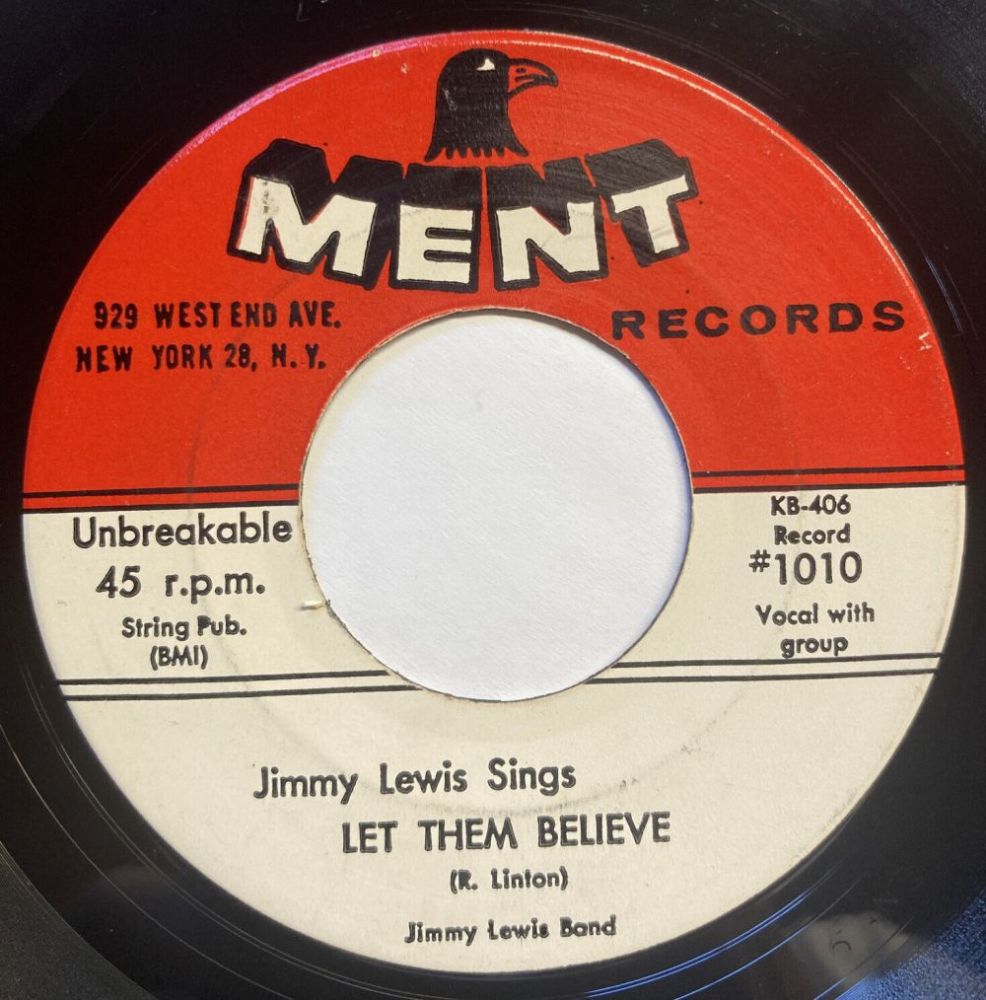 MENT
RECORDS
929 WEST END AVE.
NEW YORK 28, N.Y.
Unbreakable
45 r.p.m.
String Pub.
(BMI)
KB-406
Record
#1010
Vocal with
group
Jimmy Lewis Sings
LET THEM BELIEVE
(R. Linton)
Jimmy Lewis Band